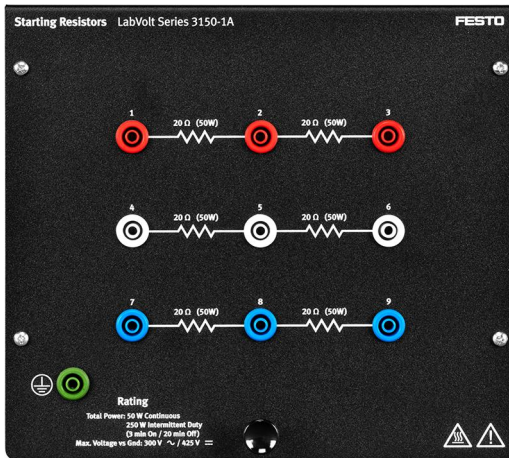 Starting Resistors LabVolt Series 3150-1A FESTO
1 2 3
20 Ω (50W) 20 Ω (50W)
4 5 6
20 Ω (50W) 20 Ω (50W)
7 8 9
20 Ω (50W) 20 Ω (50W)
Rating
Total Power: 50 W Continuous
250 W Intermittent Duty
(3 min On / 20 min Off)
Max. Voltage vs Gnd: 300 V ∿ / 425 V ⎓